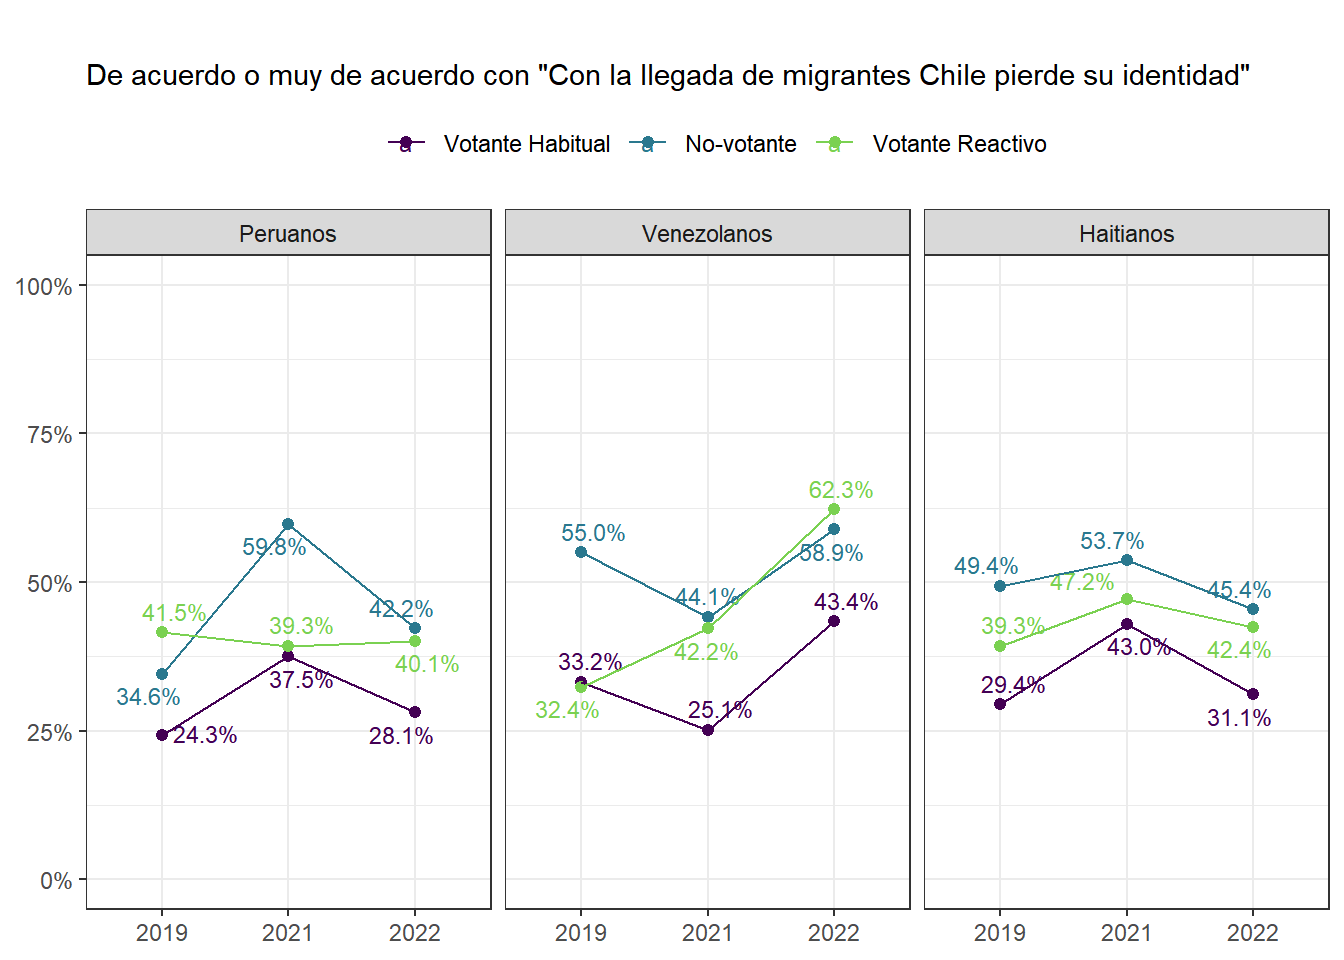 De acuerdo o muy de acuerdo con "Con la llegada de migrantes Chile pierde su identidad"
a Votante Habitual a No-votante a Votante Reactivo
Peruanos Venezolanos Haitianos
100%
75%
50%
25%
0%
41.5% 39.3% 40.1%
34.6% 59.8% 42.2%
24.3% 37.5% 28.1%
55.0% 44.1% 58.9%
33.2% 25.1% 43.4%
32.4% 42.2% 62.3%
49.4% 53.7% 45.4%
39.3% 47.2% 42.4%
29.4% 43.0% 31.1%
2019 2021 2022 2019 2021 2022 2019 2021 2022